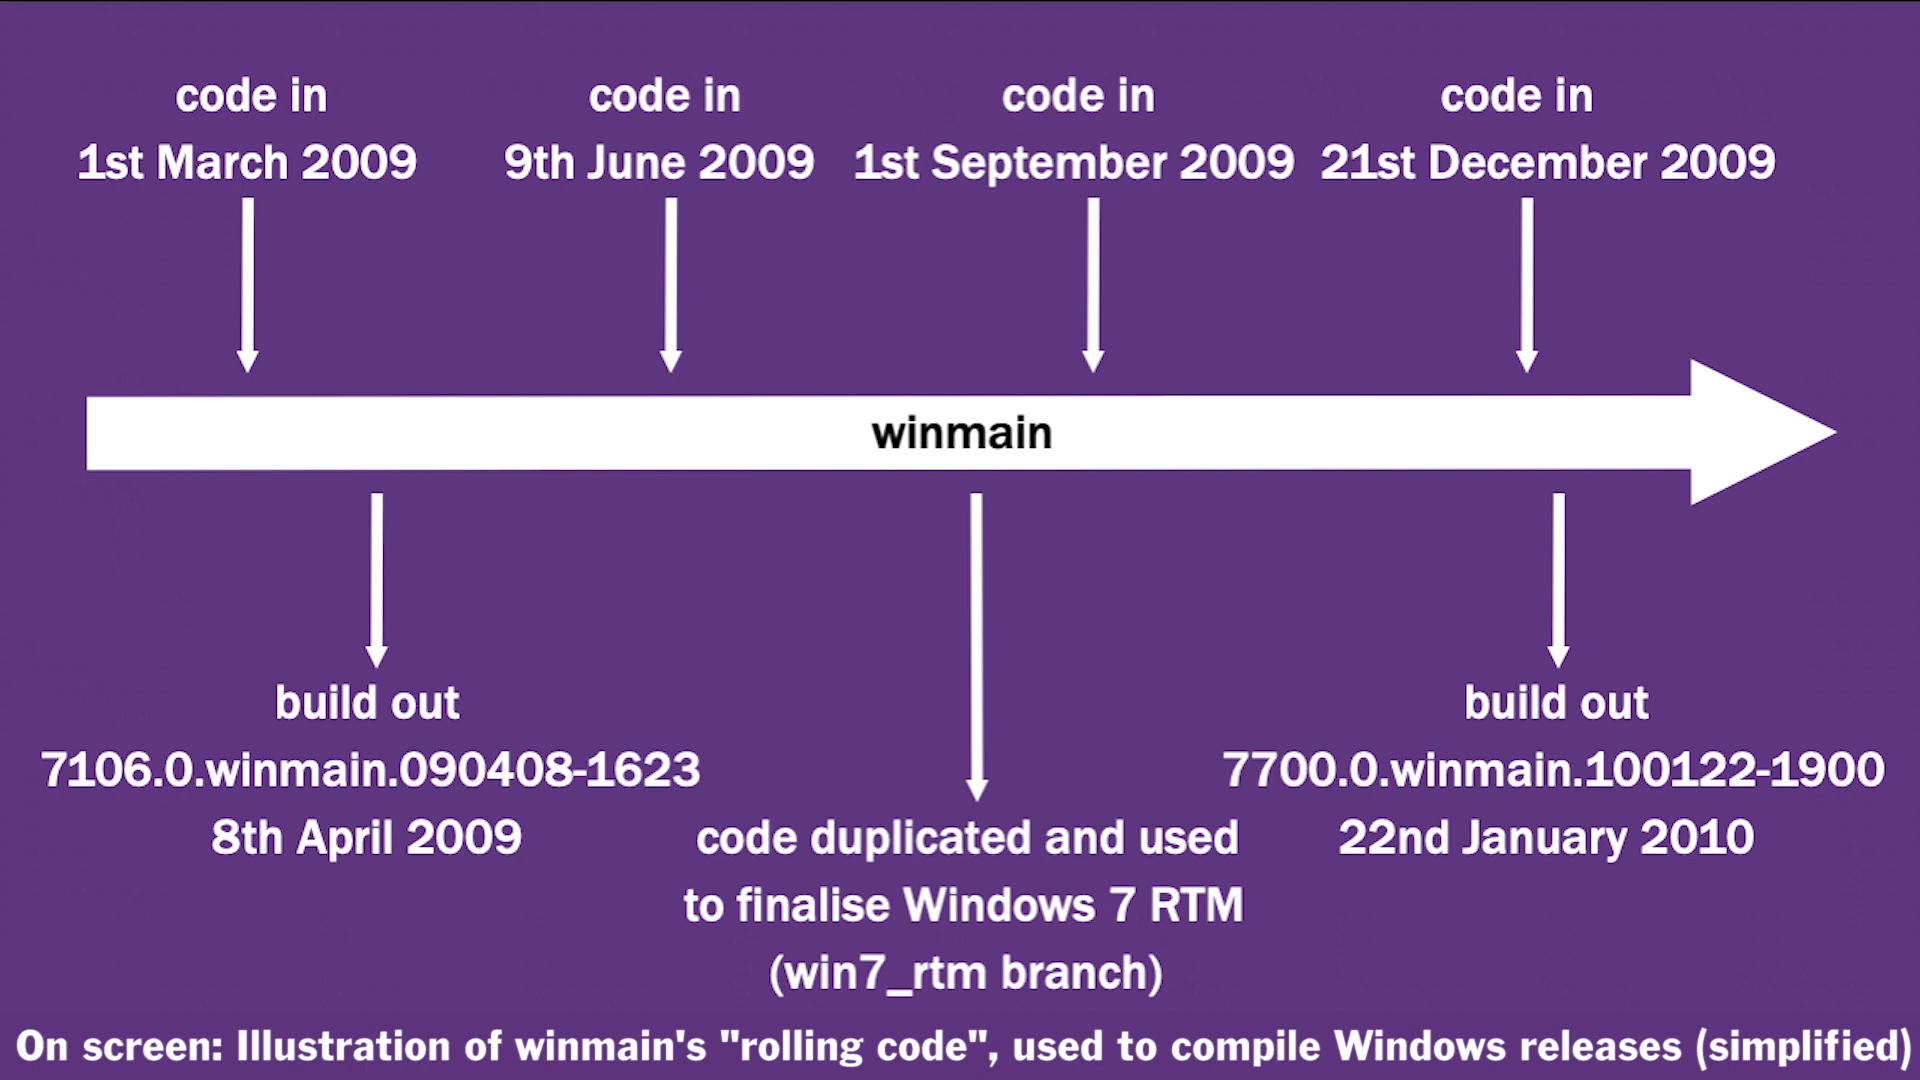 code in
1st March 2009
code in
9th June 2009
code in
1st September 2009
code in
21st December 2009
winmain
build out
7106.0.winmain.090408-1623
8th April 2009
code duplicated and used
to finalise Windows 7 RTM
(win7_rtm branch)
build out
7700.0.winmain.100122-1900
22nd January 2010
On screen: Illustration of winmain's "rolling code", used to compile Windows releases (simplified)